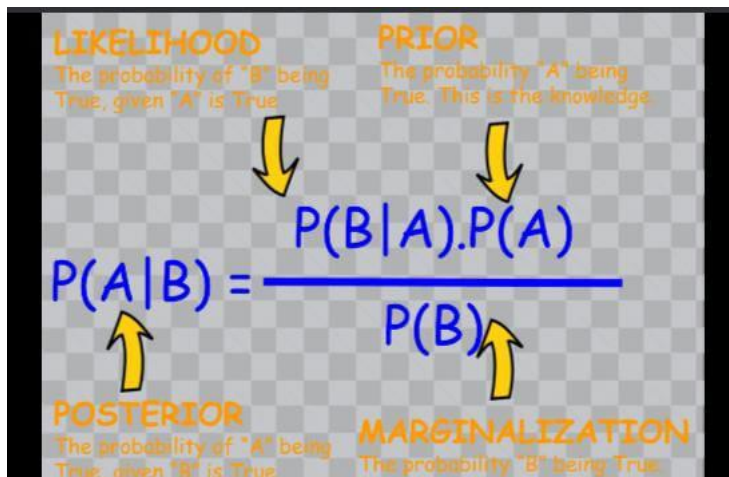 LIKELIHOOD
The probability of "B" being
True, given "A" is True
PRIOR
The probability "A" being
True. This is the knowledge.
P(B|A).P(A)
P(A|B) =
P(B)
POSTERIOR
The probability of "A" being
True, given "B" is True
MARGINALIZATION
The probability "B" being True.